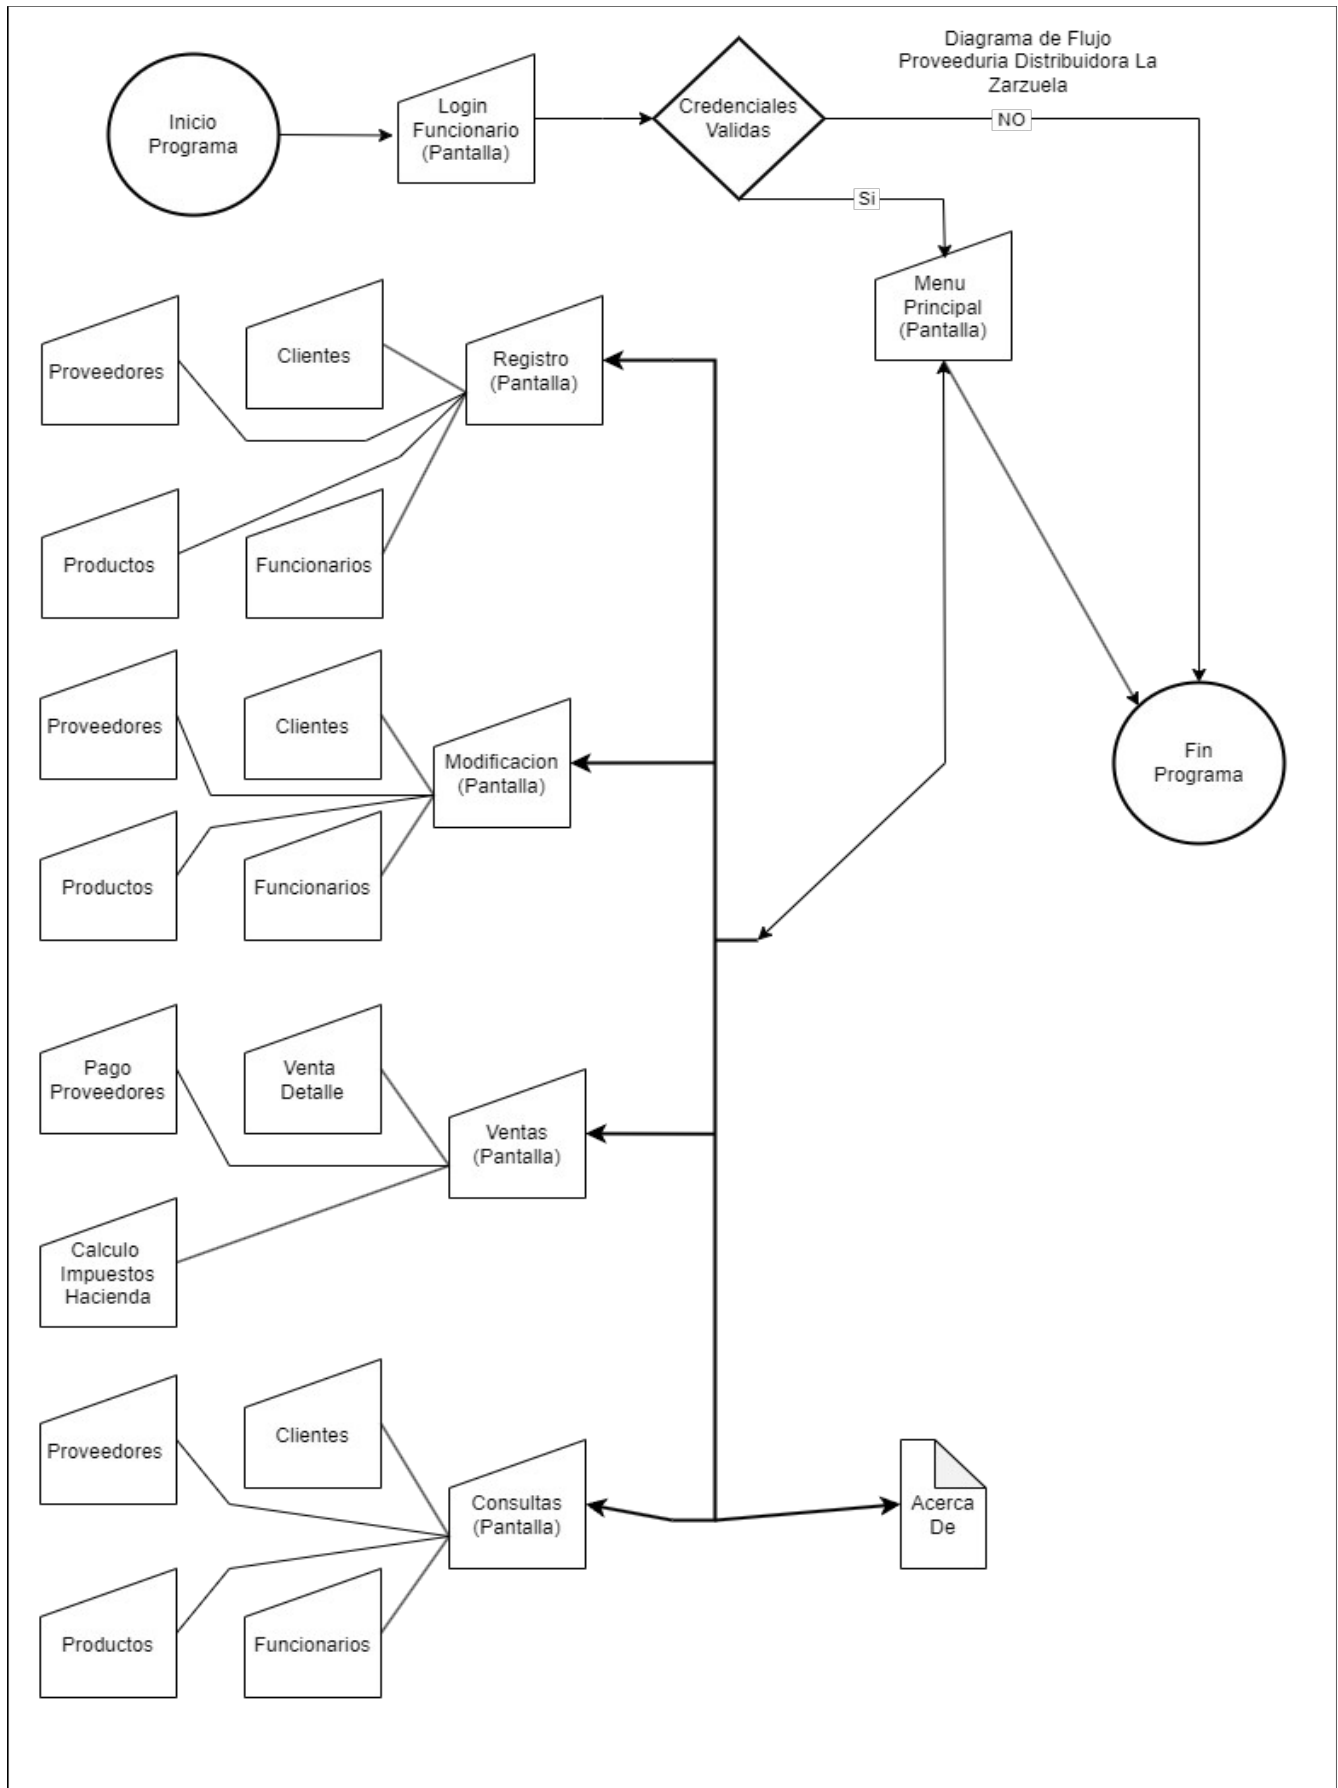 Diagrama de Flujo
Proveeduria Distribuidora La
Zarzuela
Inicio
Programa
Login
Funcionario
(Pantalla)
Credenciales
Validas
NO
Si
Menu
Principal
(Pantalla)
Proveedores
Clientes
Registro
(Pantalla)
Productos
Funcionarios
Proveedores
Clientes
Modificacion
(Pantalla)
Fin
Programa
Productos
Funcionarios
Pago
Proveedores
Venta
Detalle
Ventas
(Pantalla)
Calculo
Impuestos
Hacienda
Proveedores
Clientes
Consultas
(Pantalla)
Acerca
De
Productos
Funcionarios